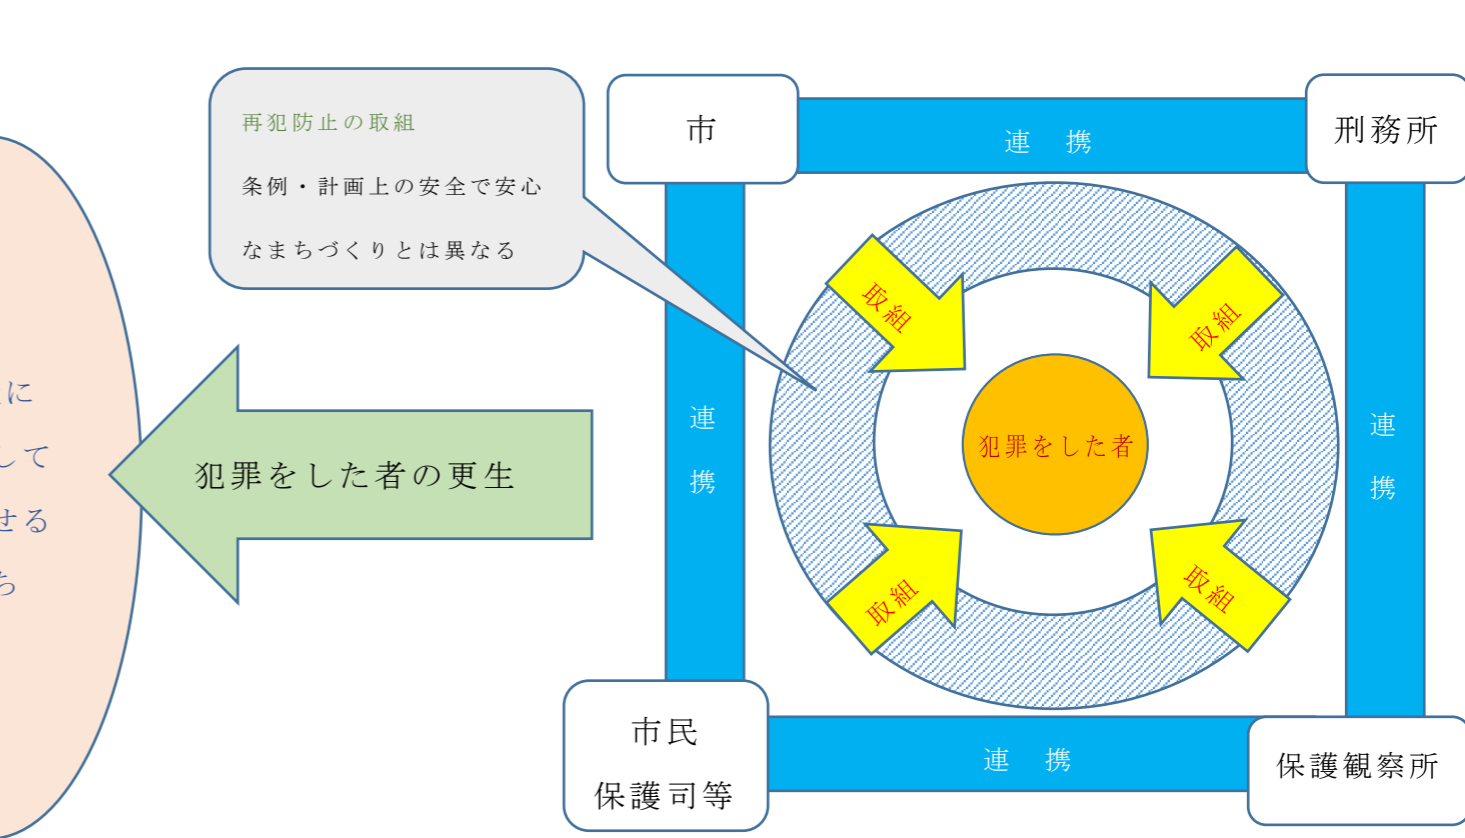 再犯防止の取組
条例・計画上の安全で安心
なまちづくりとは異なる
市
連 携
刑務所
取組
取組
に
して
せる
ち
犯罪をした者の更生
連
携
犯罪をした者
連
携
取組
取組
市民
保護司等
連 携
保護観察所